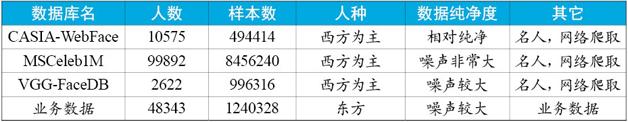 数据库名 人数 样本数 人种 数据纯净度 其它
CASIA-WebFace 10575 494414 西方为主 相对纯净 名人，网络爬取
MSCeleb1M 99892 8456240 西方为主 噪声非常大 名人，网络爬取
VGG-FaceDB 2622 996316 西方为主 噪声较大 名人，网络爬取
业务数据 48343 1240328 东方 噪声较大 业务数据